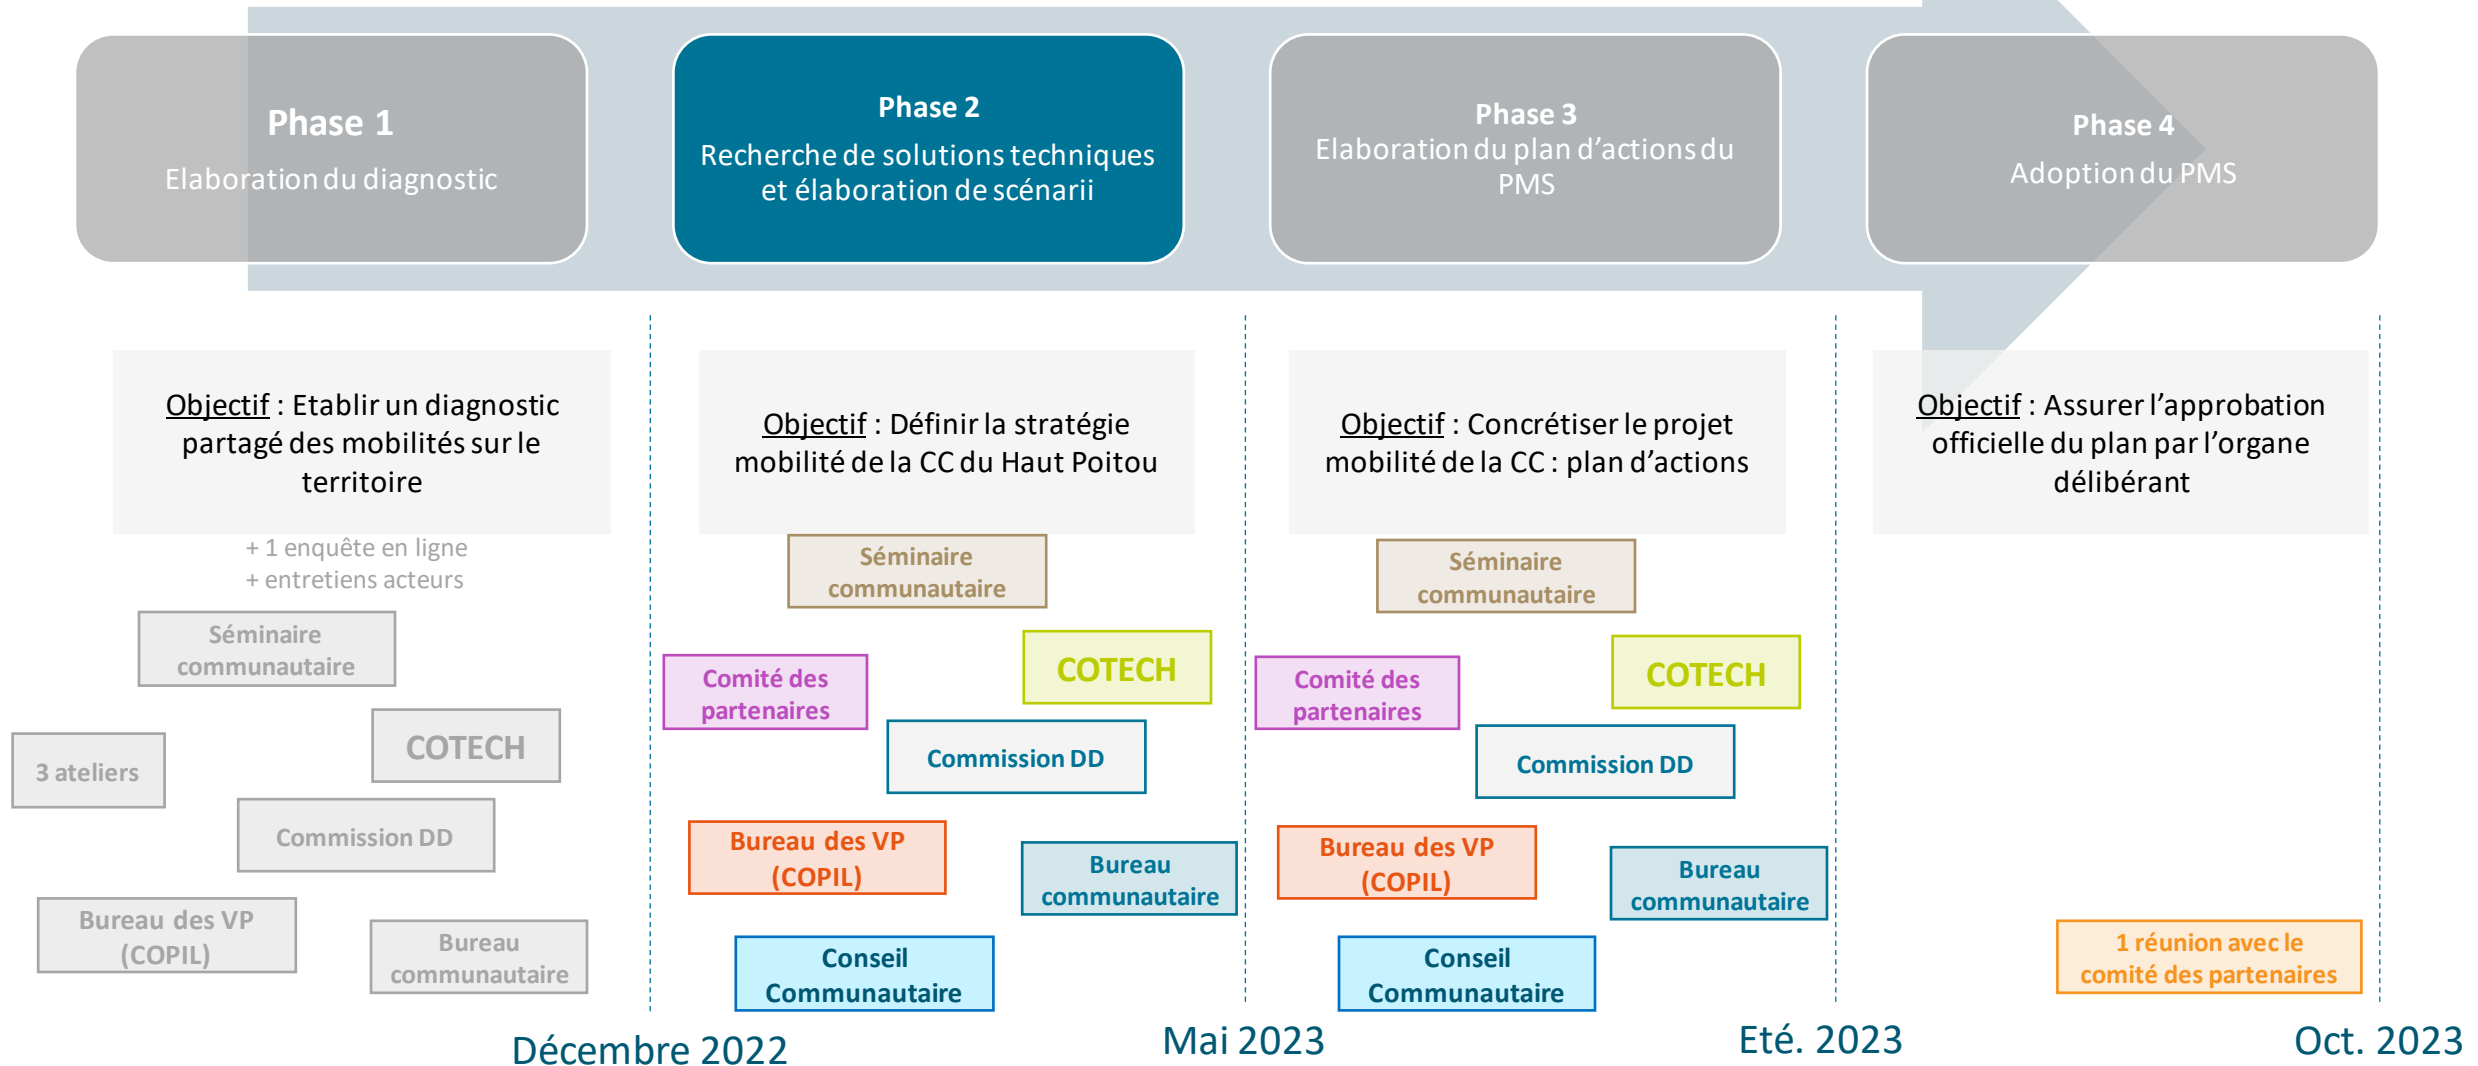 Phase 1
Elaboration du diagnostic
Phase 2
Recherche de solutions techniques
et élaboration de scénarii
Phase 3
Elaboration du plan d’actions du
PMS
Phase 4
Adoption du PMS
Objectif : Etablir un diagnostic
partagé des mobilités sur le
territoire
+ 1 enquête en ligne
+ entretiens acteurs
Séminaire
communautaire
3 ateliers
COTECH
Commission DD
Bureau des VP
(COPIL)
Bureau
communautaire
Décembre 2022
Objectif : Définir la stratégie
mobilité de la CC du Haut Poitou
Séminaire
communautaire
Comité des
partenaires
COTECH
Commission DD
Bureau des VP
(COPIL)
Bureau
communautaire
Conseil
Communautaire
Mai 2023
Objectif : Concrétiser le projet
mobilité de la CC : plan d’actions
Séminaire
communautaire
Comité des
partenaires
COTECH
Commission DD
Bureau des VP
(COPIL)
Bureau
communautaire
Conseil
Communautaire
Eté. 2023
Objectif : Assurer l’approbation
officielle du plan par l’organe
délibérant
1 réunion avec le
comité des partenaires
Oct. 2023